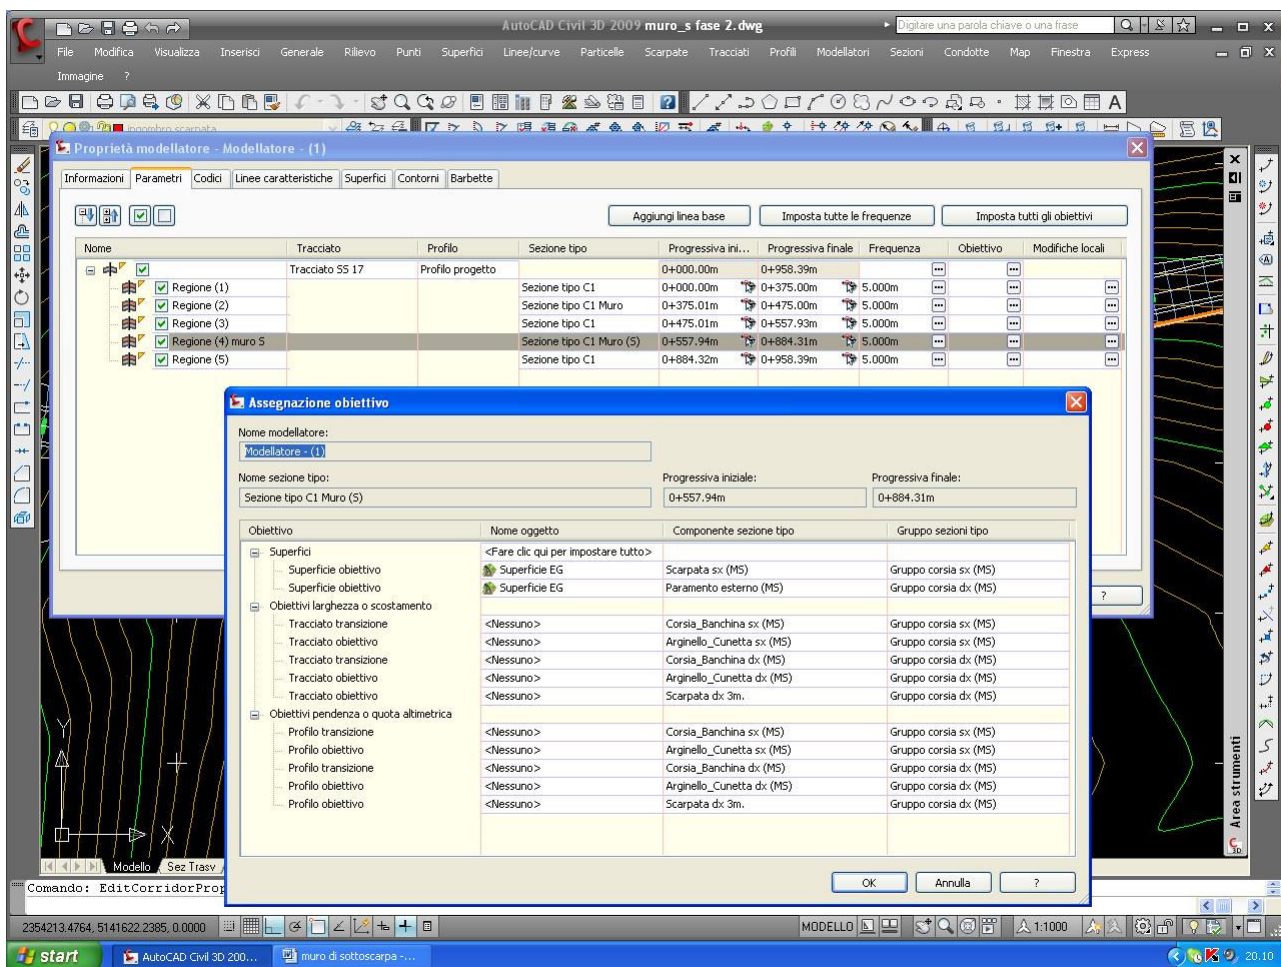 AutoCAD Civil 3D 2009 muro_s fase 2.dwg
Digitare una parola chiave o una frase
File Modifica Visualizza Inserisci Generale Rilievo Punti Superfici Linee/curve Particelle Scarpate Tracciati Profili Modellatori Sezioni Condotte Map Finestra Express
Immagine ?
ingombro scarpata
Proprietà modellatore - Modellatore - (1)
Informazioni Parametri Codici Linee caratteristiche Superfici Contorni Barbette
Aggiungi linea base Imposta tutte le frequenze Imposta tutti gli obiettivi
Nome Tracciato Profilo Sezione tipo Progressiva ini... Progressiva finale Frequenza Obiettivo Modifiche locali
Tracciato SS 17 Profilo progetto 0+000.00m 0+958.39m
Regione (1) Sezione tipo C1 0+000.00m 0+375.00m 5.000m
Regione (2) Sezione tipo C1 Muro 0+375.01m 0+475.00m 5.000m
Regione (3) Sezione tipo C1 0+475.01m 0+557.93m 5.000m
Regione (4) muro S Sezione tipo C1 Muro (S) 0+557.94m 0+884.31m 5.000m
Regione (5) Sezione tipo C1 0+884.32m 0+958.39m 5.000m
?
Assegnazione obiettivo
Nome modellatore:
Modellatore - (1)
Nome sezione tipo: Progressiva iniziale: Progressiva finale:
Sezione tipo C1 Muro (S) 0+557.94m 0+884.31m
Obiettivo Nome oggetto Componente sezione tipo Gruppo sezioni tipo
Superfici <Fare clic qui per impostare tutto>
Superficie obiettivo Superficie EG Scarpata sx (MS) Gruppo corsia sx (MS)
Superficie obiettivo Superficie EG Paramento esterno (MS) Gruppo corsia dx (MS)
Obiettivi larghezza o scostamento
Tracciato transizione <Nessuno> Corsia_Banchina sx (MS) Gruppo corsia sx (MS)
Tracciato obiettivo <Nessuno> Arginello_Cunetta sx (MS) Gruppo corsia sx (MS)
Tracciato transizione <Nessuno> Corsia_Banchina dx (MS) Gruppo corsia dx (MS)
Tracciato obiettivo <Nessuno> Arginello_Cunetta dx (MS) Gruppo corsia dx (MS)
Tracciato obiettivo <Nessuno> Scarpata dx 3m. Gruppo corsia dx (MS)
Obiettivi pendenza o quota altimetrica
Profilo transizione <Nessuno> Corsia_Banchina sx (MS) Gruppo corsia sx (MS)
Profilo obiettivo <Nessuno> Arginello_Cunetta sx (MS) Gruppo corsia sx (MS)
Profilo transizione <Nessuno> Corsia_Banchina dx (MS) Gruppo corsia dx (MS)
Profilo obiettivo <Nessuno> Arginello_Cunetta dx (MS) Gruppo corsia dx (MS)
Profilo obiettivo <Nessuno> Scarpata dx 3m. Gruppo corsia dx (MS)
OK Annulla ?
Area strumenti
Y
X
Modello Sez Trasv
Comando: EditCorridorProp
2354213.4764, 5141622.2385, 0.0000 MODELLO 1:1000
start AutoCAD Civil 3D 200... muro di sottoscarpa -... 20.10